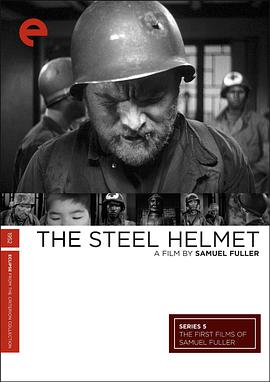 e
THE STEEL HELMET
A FILM BY SAMUEL FULLER
1952
ECLIPSE FROM THE CRITERION COLLECTION
SERIES 5
THE FIRST FILMS OF
SAMUEL FULLER